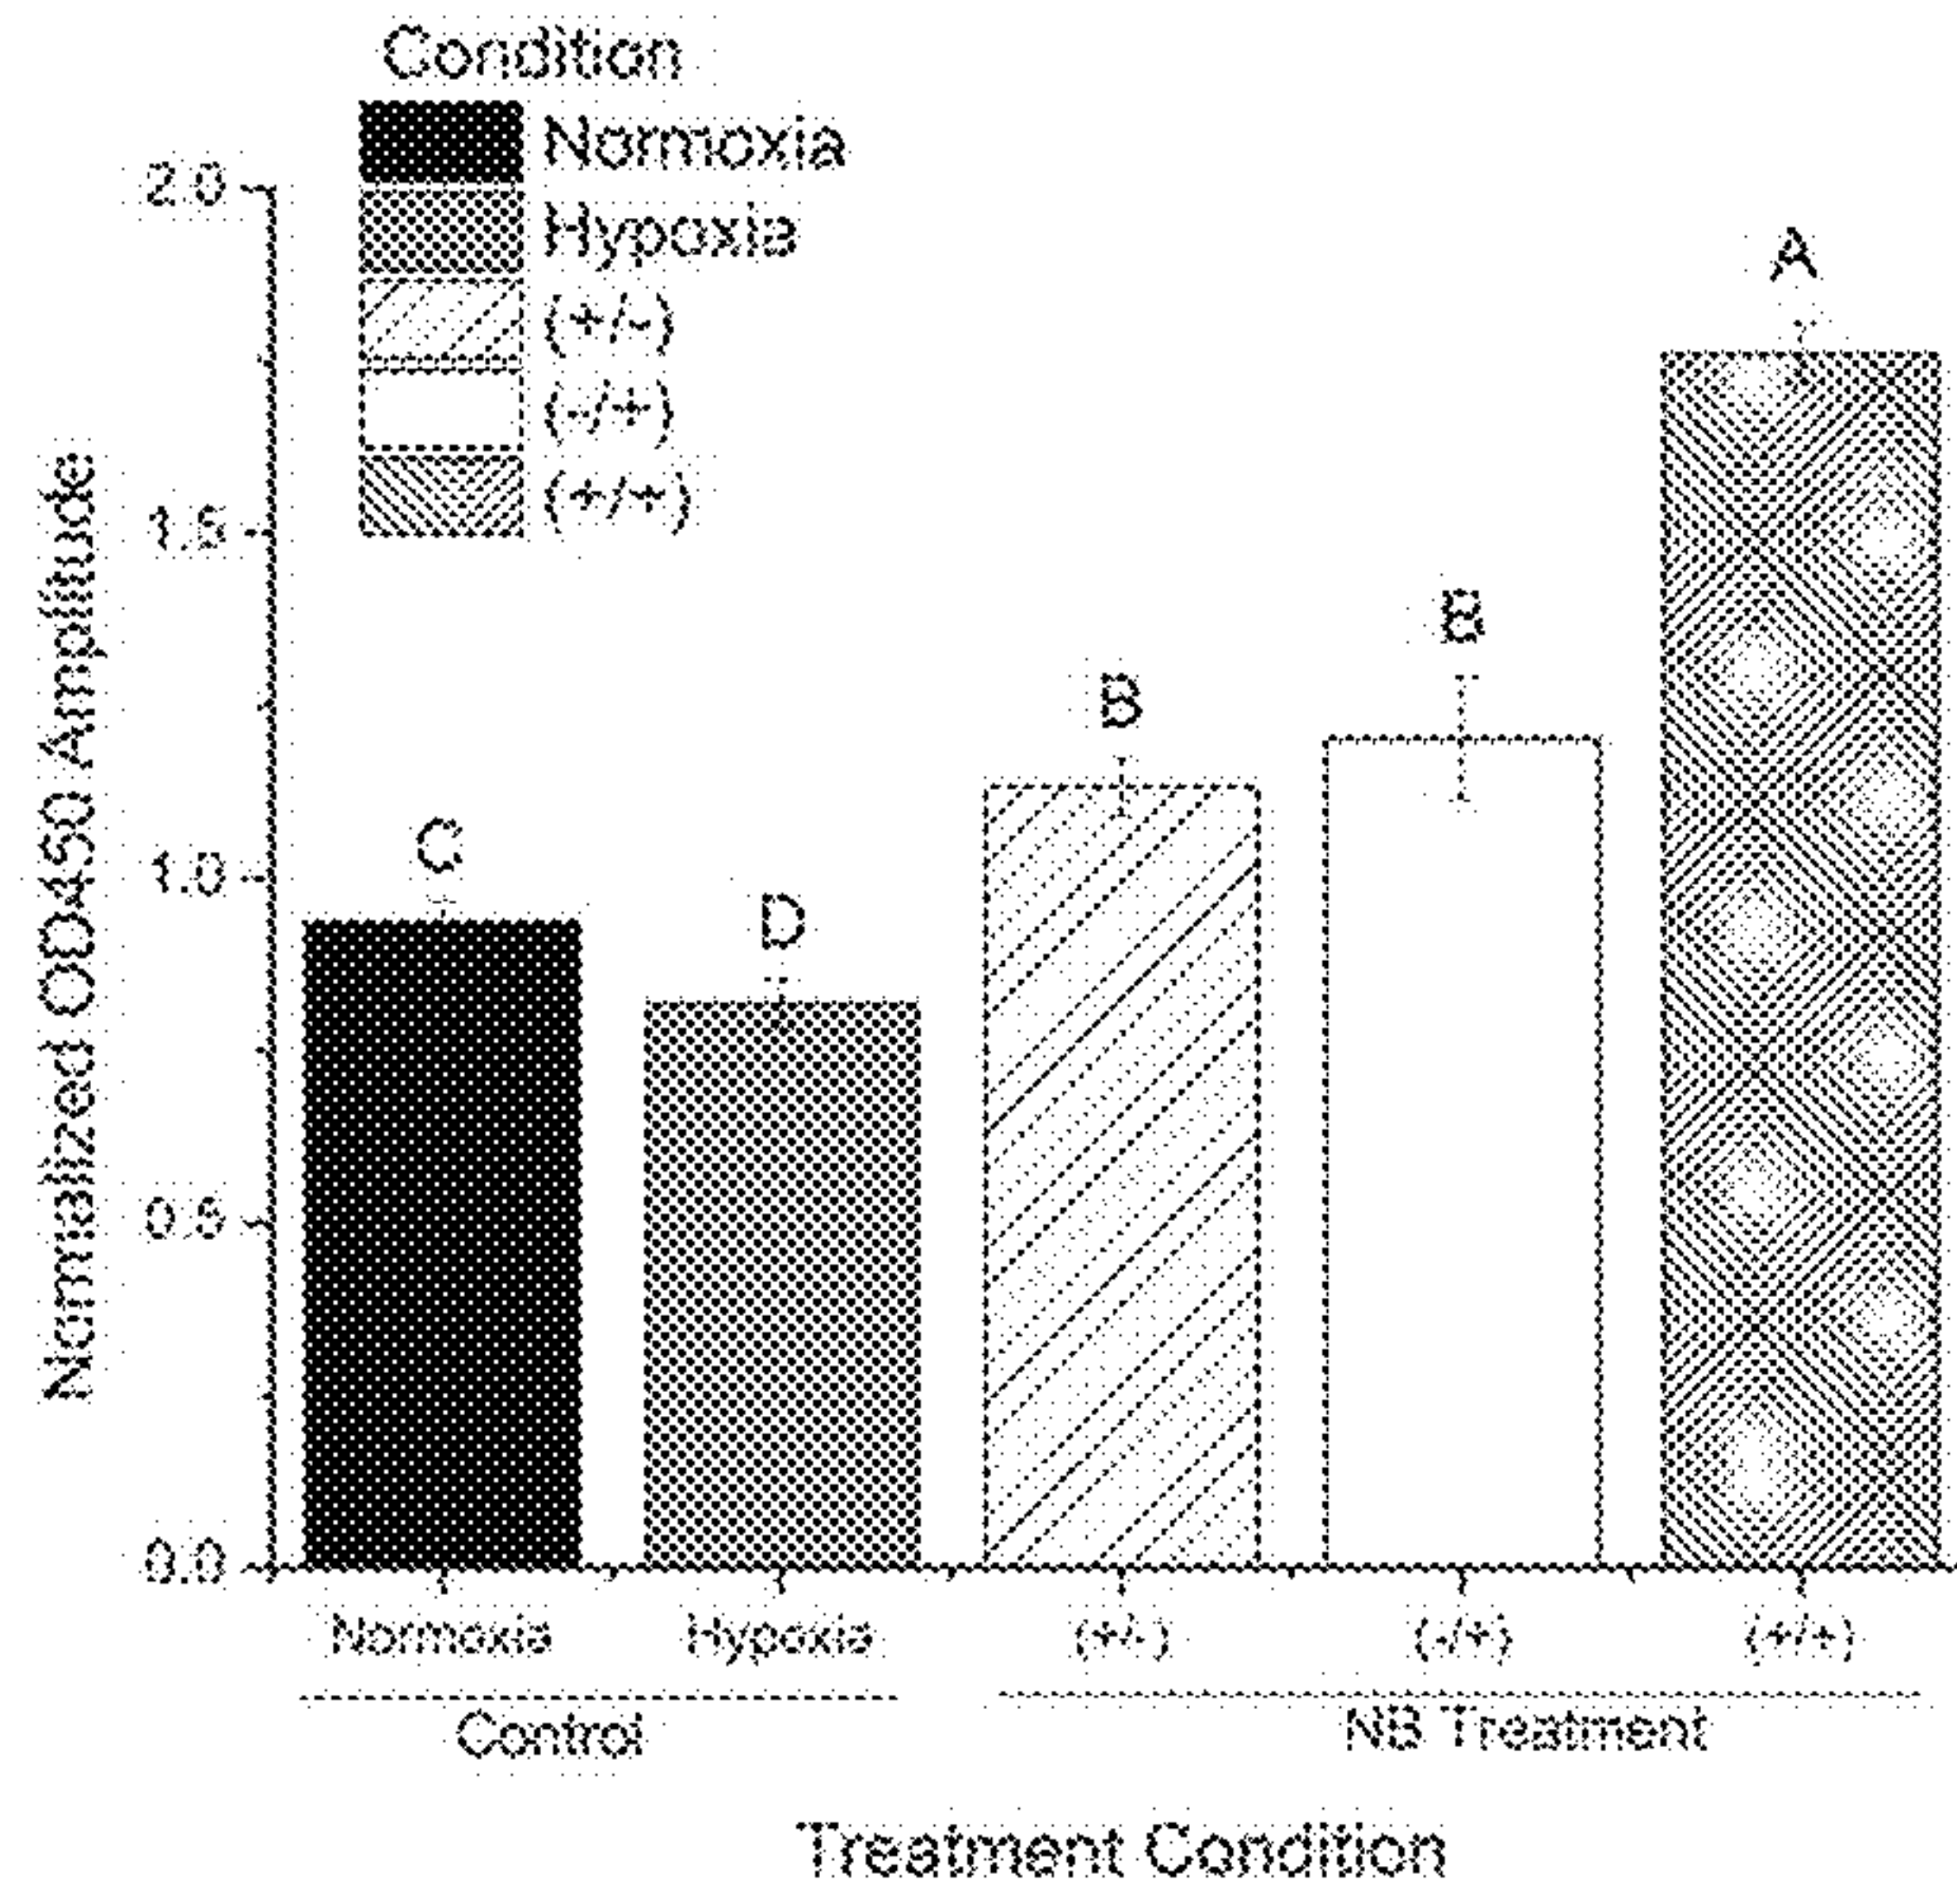 Condition
Normoxia
Hypoxia
(+/-)
(-/+)
(+/+)
2.0
1.5
1.0
0.5
0.0
Normalized OD450 Amplitude
C
D
B
B
A
Normoxia
Hypoxia
(+/-)
(-/+)
(+/+)
Control
NB Treatment
Treatment Condition